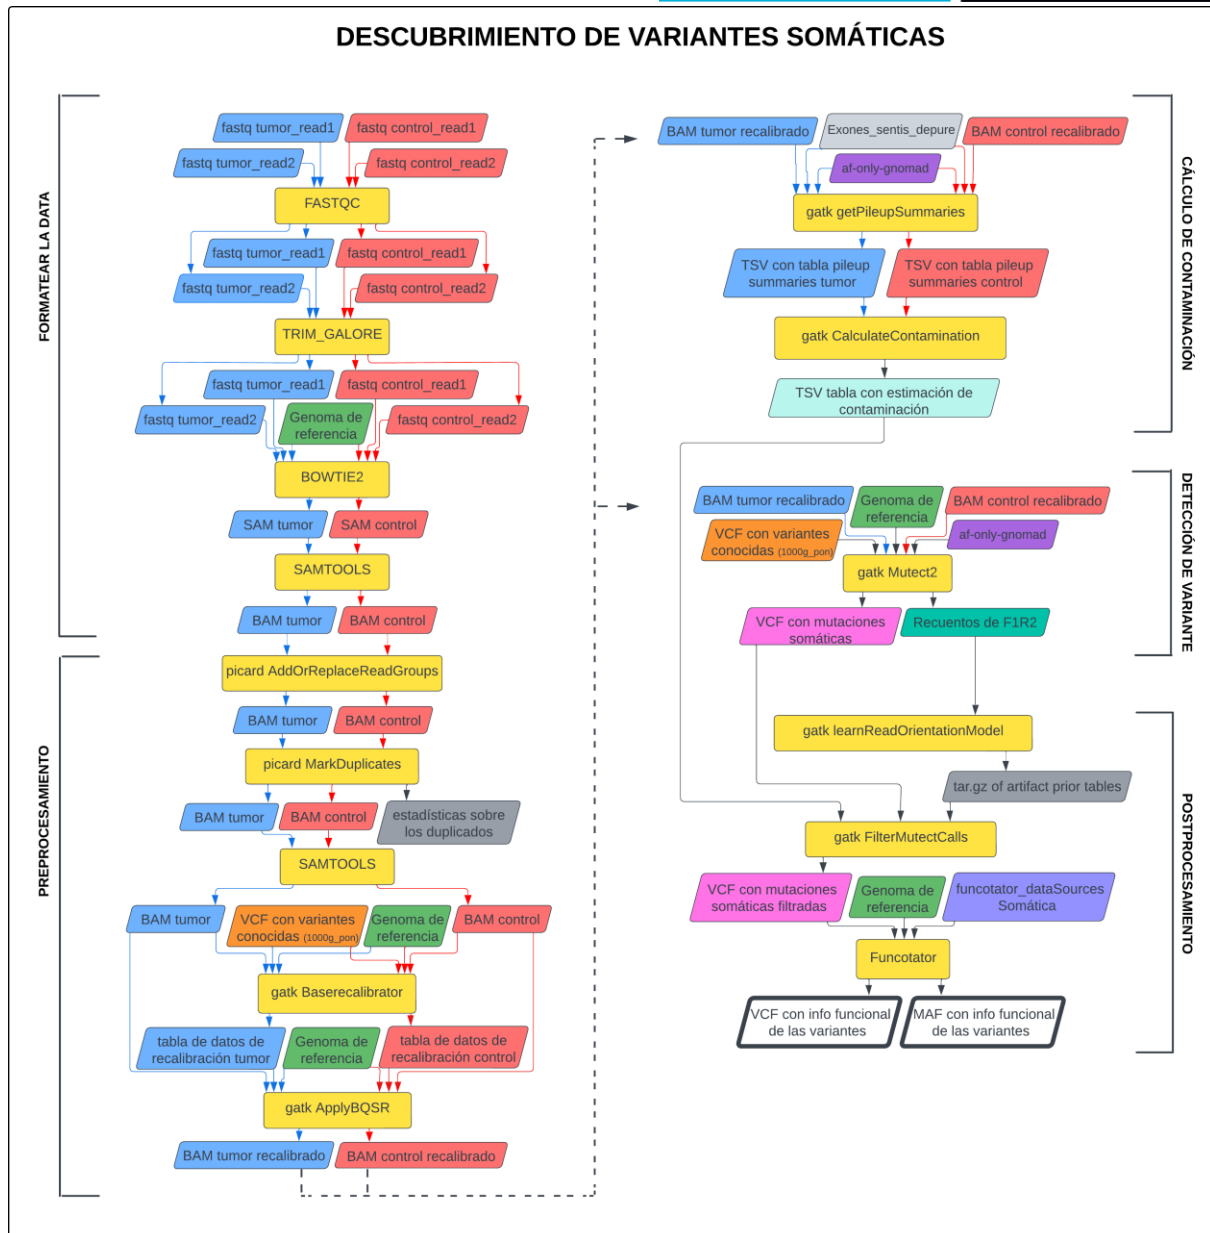 DESCUBRIMIENTO DE VARIANTES SOMÁTICAS
FORMATEAR LA DATA
fastq tumor_read1
fastq control_read1
fastq tumor_read2
fastq control_read2
FASTQC
fastq tumor_read1
fastq control_read1
fastq tumor_read2
fastq control_read2
TRIM_GALORE
fastq tumor_read1
fastq control_read1
fastq tumor_read2
Genoma de
referencia
fastq control_read2
BOWTIE2
SAM tumor
SAM control
SAMTOOLS
BAM tumor
BAM control
PREPROCESAMIENTO
picard AddOrReplaceReadGroups
BAM tumor
BAM control
picard MarkDuplicates
BAM tumor
BAM control
estadísticas sobre
los duplicados
SAMTOOLS
BAM tumor
VCF con variantes
conocidas (1000g_pon)
Genoma de
referencia
BAM control
gatk Baserecalibrator
tabla de datos de
recalibración tumor
Genoma de
referencia
tabla de datos de
recalibración control
gatk ApplyBQSR
BAM tumor recalibrado
BAM control recalibrado
CÁLCULO DE CONTAMINACIÓN
BAM tumor recalibrado
Exones_sentis_depure
BAM control recalibrado
af-only-gnomad
gatk getPileupSummaries
TSV con tabla pileup
summaries tumor
TSV con tabla pileup
summaries control
gatk CalculateContamination
TSV tabla con estimación de
contaminación
DETECCIÓN DE VARIANTE
BAM tumor recalibrado
Genoma de
referencia
BAM control recalibrado
VCF con variantes
conocidas (1000g_pon)
af-only-gnomad
gatk Mutect2
VCF con mutaciones
somáticas
Recuentos de F1R2
POSTPROCESAMIENTO
gatk learnReadOrientationModel
tar.gz of artifact prior tables
gatk FilterMutectCalls
VCF con mutaciones
somáticas filtradas
Genoma de
referencia
funcotator_dataSources
Somática
Funcotator
VCF con info funcional
de las variantes
MAF con info funcional
de las variantes